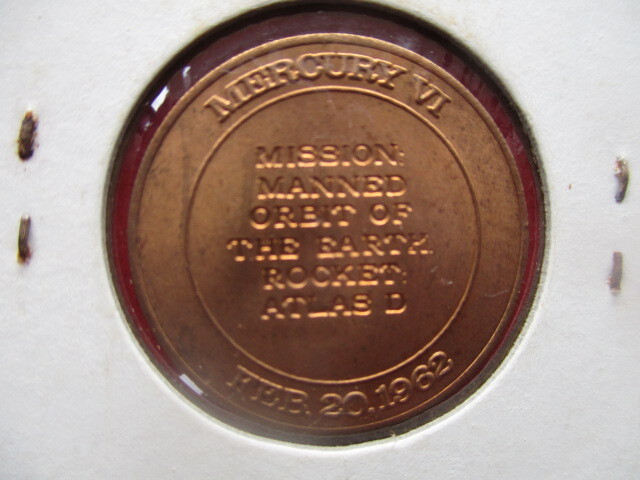 MERCURY VI
MISSION:
MANNED
ORBIT OF
THE EARTH.
ROCKET:
ATLAS D
FEB 20, 1962